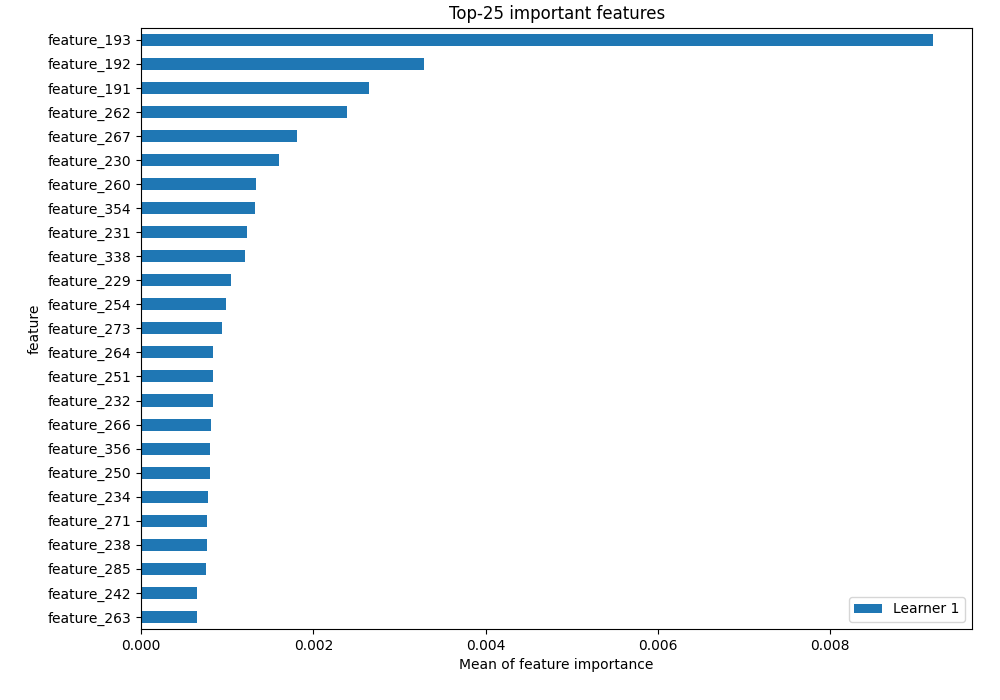 Top-25 important features
feature_193
feature_192
feature_191
feature_262
feature_267
feature_230
feature_260
feature_354
feature_231
feature_338
feature_229
feature_254
feature_273
feature_264
feature_251
feature_232
feature_266
feature_356
feature_250
feature_234
feature_271
feature_238
feature_285
feature_242
feature_263
feature
Learner 1
0.000 0.002 0.004 0.006 0.008
Mean of feature importance